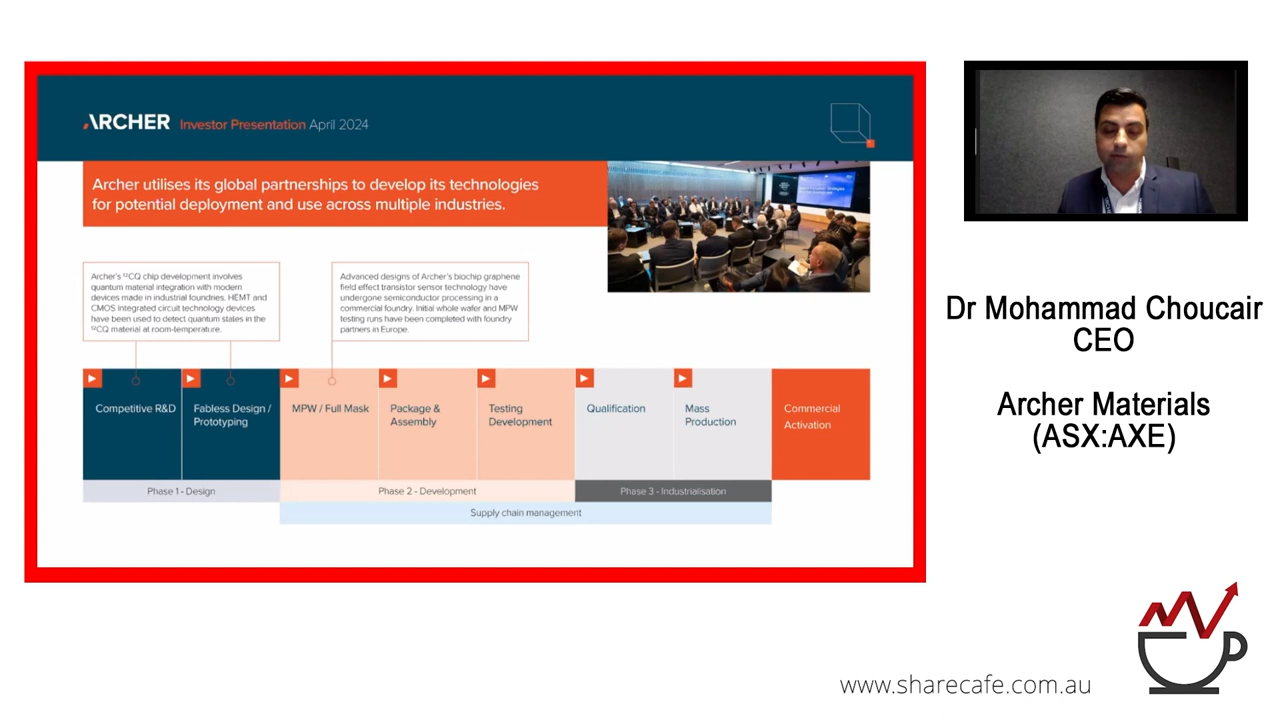 ARCHER Investor Presentation April 2024
Archer utilises its global partnerships to develop its technologies
for potential deployment and use across multiple industries.
Archer's ¹²CQ chip development involves
quantum material integration with modern
devices made in industrial foundries. HEMT and
CMOS integrated circuit technology devices
have been used to detect quantum states in the
¹²CQ material at room-temperature.
Advanced designs of Archer's biochip graphene
field effect transistor sensor technology have
undergone semiconductor processing in a
commercial foundry. Initial whole wafer and MPW
testing runs have been completed with foundry
partners in Europe.
Competitive R&D
Fabless Design /
Prototyping
MPW / Full Mask
Package &
Assembly
Testing
Development
Qualification
Mass
Production
Commercial
Activation
Phase 1 - Design
Phase 2 - Development
Phase 3 - Industrialisation
Supply chain management
Dr Mohammad Choucair
CEO
Archer Materials
(ASX:AXE)
www.sharecafe.com.au